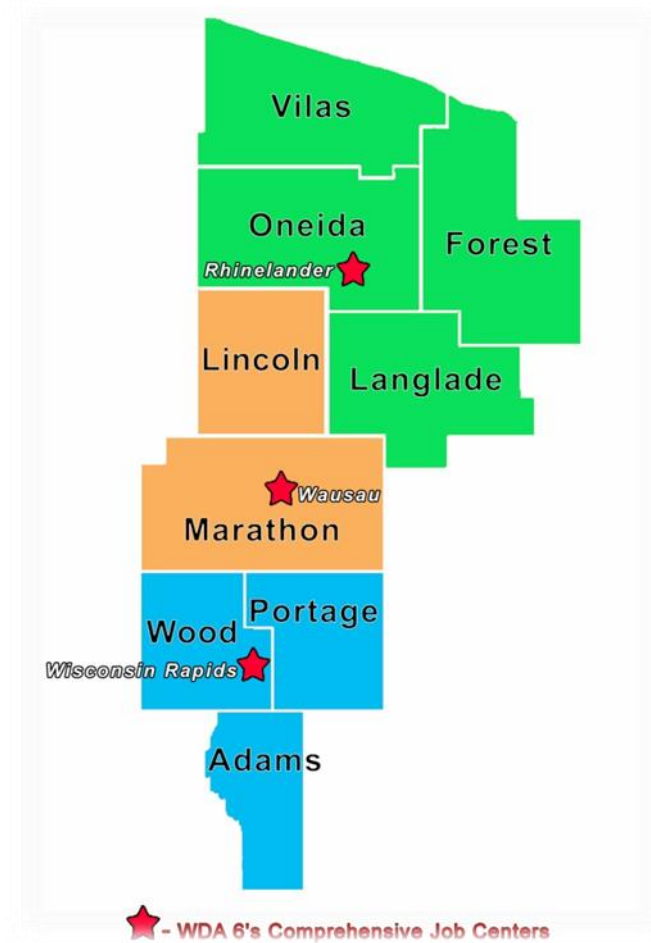 Vilas
Oneida
Forest
Rhinelander
Lincoln
Langlade
Wausau
Marathon
Portage
Wood
Wisconsin Rapids
Adams
- WDA 6's Comprehensive Job Centers